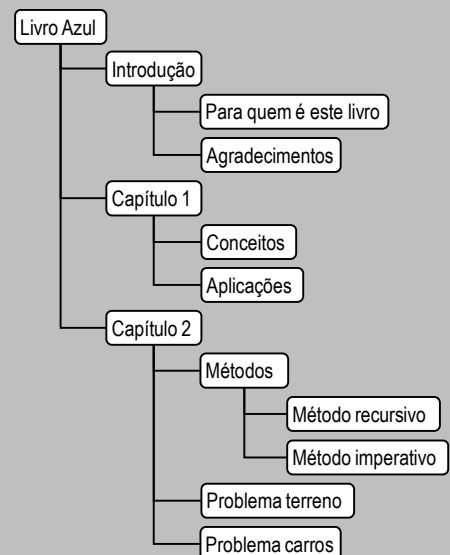 Livro Azul
Introdução
Para quem é este livro
Agradecimentos
Capítulo 1
Conceitos
Aplicações
Capítulo 2
Métodos
Método recursivo
Método imperativo
Problema terreno
Problema carros